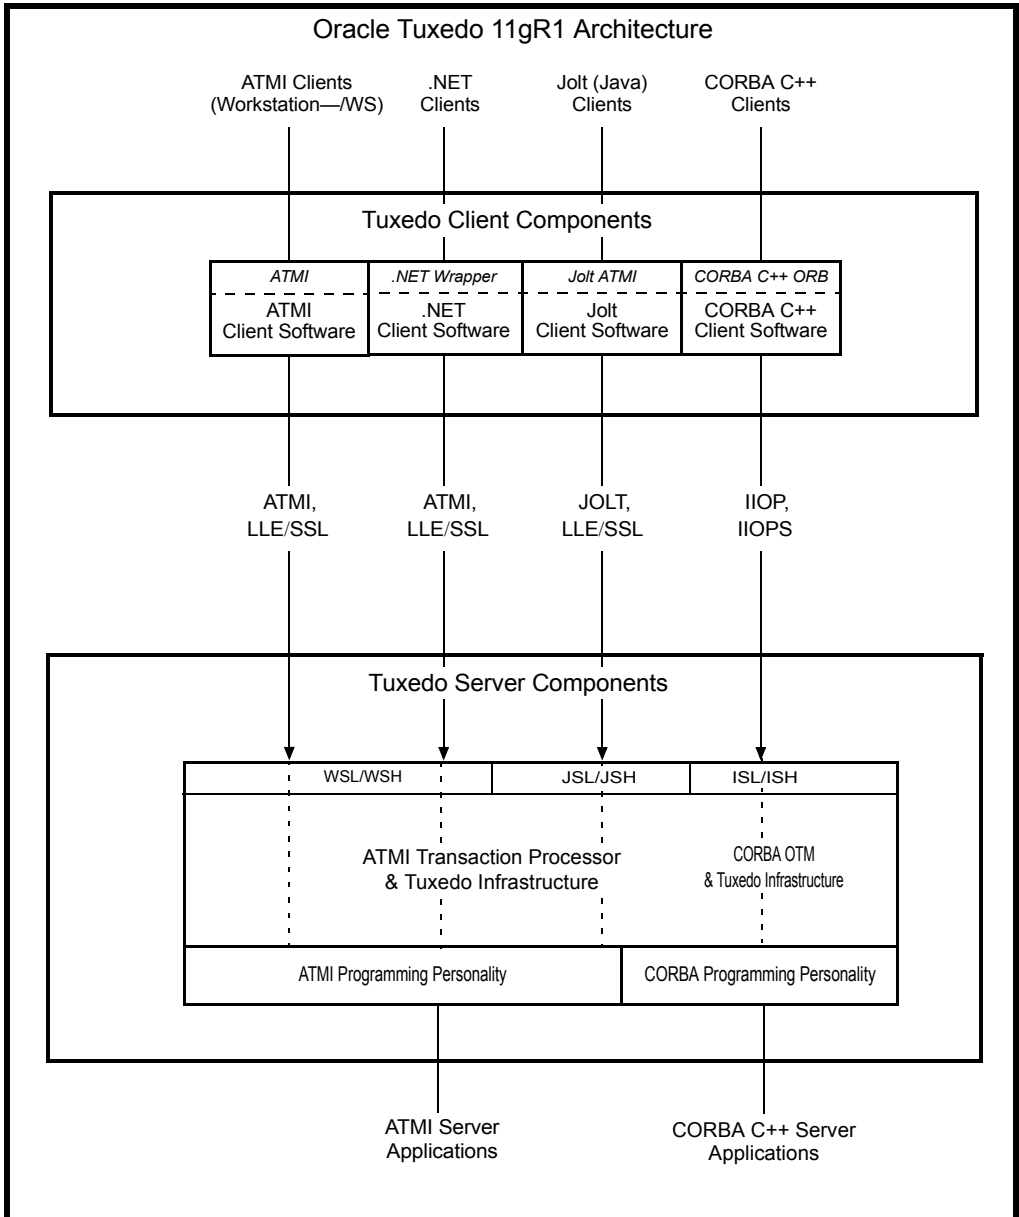 Oracle Tuxedo 11gR1 Architecture
ATMI Clients
(Workstation—/WS)
.NET
Clients
Jolt (Java)
Clients
CORBA C++
Clients
Tuxedo Client Components
ATMI
.NET Wrapper
Jolt ATMI
CORBA C++ ORB
ATMI
Client Software
.NET
Client Software
Jolt
Client Software
CORBA C++
Client Software
ATMI,
LLE/SSL
ATMI,
LLE/SSL
JOLT,
LLE/SSL
IIOP,
IIOPS
Tuxedo Server Components
WSL/WSH
JSL/JSH
ISL/ISH
ATMI Transaction Processor
& Tuxedo Infrastructure
CORBA OTM
& Tuxedo Infrastructure
ATMI Programming Personality
CORBA Programming Personality
ATMI Server
Applications
CORBA C++ Server
Applications